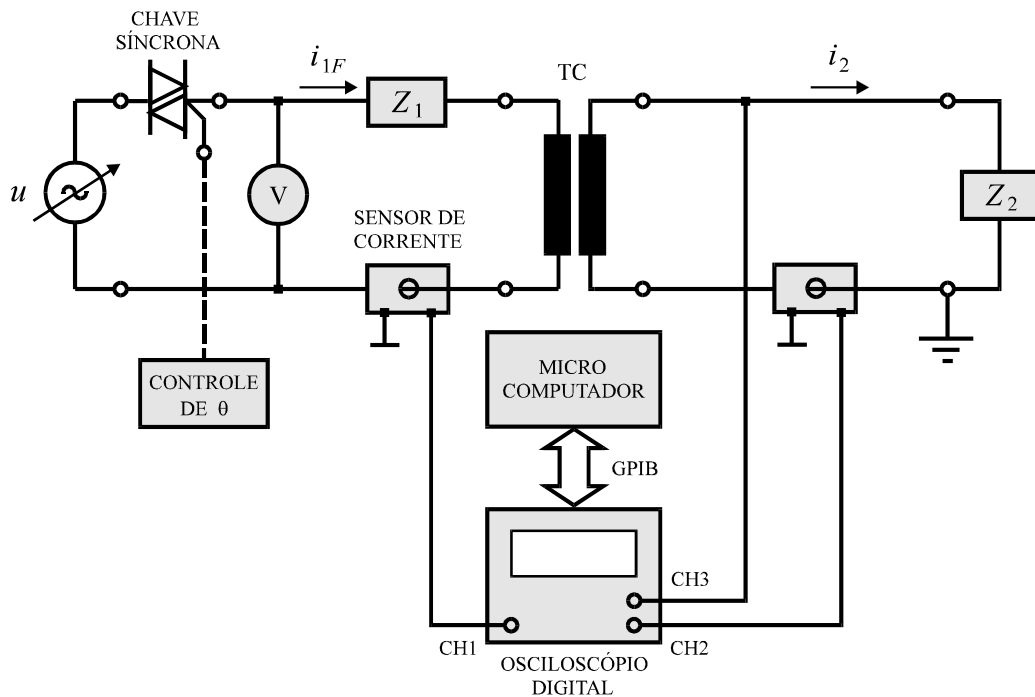 CHAVE
SÍNCRONA
i1F
Z1
TC
i2
u
V
SENSOR DE
CORRENTE
Z2
CONTROLE
DE θ
MICRO
COMPUTADOR
GPIB
CH3
CH1
CH2
OSCILOSCÓPIO
DIGITAL